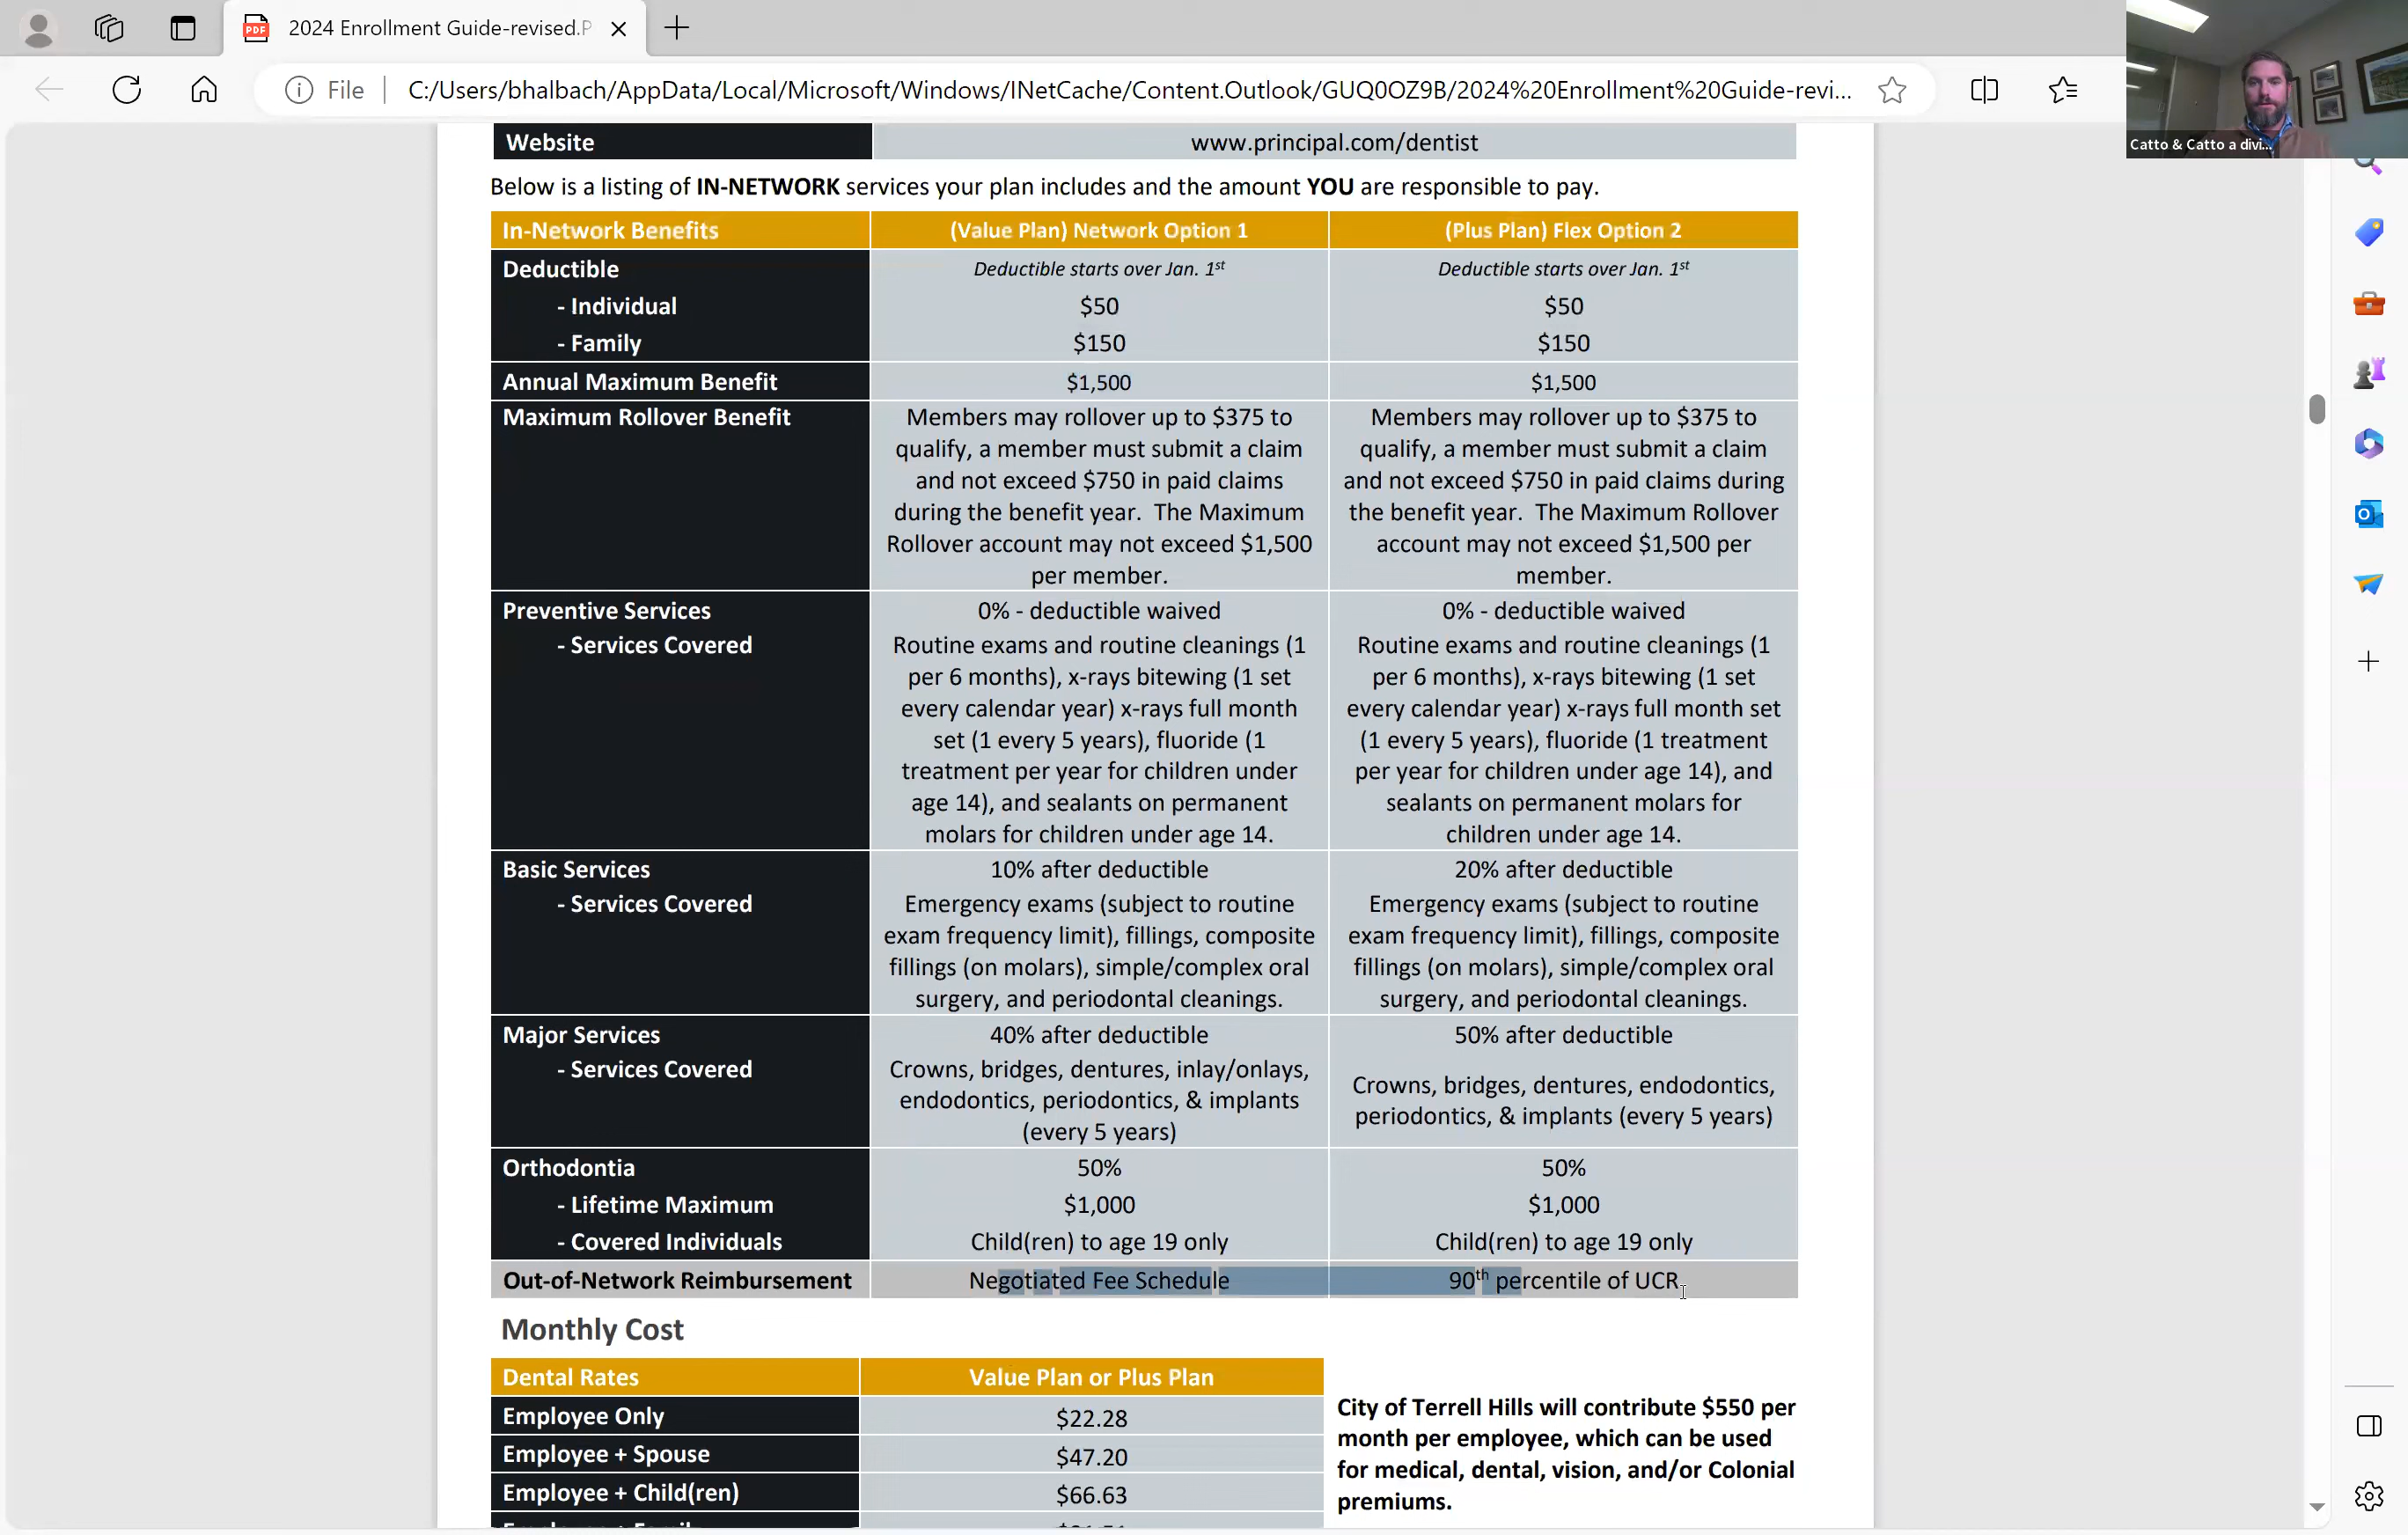 2024 Enrollment Guide-revised.P
File
C:/Users/bhalbach/AppData/Local/Microsoft/Windows/INetCache/Content.Outlook/GUQ0OZ9B/2024%20Enrollment%20Guide-revi...
Catto & Catto a divi...
Website
www.principal.com/dentist
Below is a listing of IN-NETWORK services your plan includes and the amount YOU are responsible to pay.
In-Network Benefits
(Value Plan) Network Option 1
(Plus Plan) Flex Option 2
Deductible
- Individual
- Family
Deductible starts over Jan. 1st
$50
$150
Deductible starts over Jan. 1st
$50
$150
Annual Maximum Benefit
$1,500
$1,500
Maximum Rollover Benefit
Members may rollover up to $375 to
qualify, a member must submit a claim
and not exceed $750 in paid claims
during the benefit year. The Maximum
Rollover account may not exceed $1,500
per member.
Members may rollover up to $375 to
qualify, a member must submit a claim
and not exceed $750 in paid claims during
the benefit year. The Maximum Rollover
account may not exceed $1,500 per
member.
Preventive Services
- Services Covered
0% - deductible waived
Routine exams and routine cleanings (1
per 6 months), x-rays bitewing (1 set
every calendar year) x-rays full month
set (1 every 5 years), fluoride (1
treatment per year for children under
age 14), and sealants on permanent
molars for children under age 14.
0% - deductible waived
Routine exams and routine cleanings (1
per 6 months), x-rays bitewing (1 set
every calendar year) x-rays full month set
(1 every 5 years), fluoride (1 treatment
per year for children under age 14), and
sealants on permanent molars for
children under age 14.
Basic Services
- Services Covered
10% after deductible
Emergency exams (subject to routine
exam frequency limit), fillings, composite
fillings (on molars), simple/complex oral
surgery, and periodontal cleanings.
20% after deductible
Emergency exams (subject to routine
exam frequency limit), fillings, composite
fillings (on molars), simple/complex oral
surgery, and periodontal cleanings.
Major Services
- Services Covered
40% after deductible
Crowns, bridges, dentures, inlay/onlays,
endodontics, periodontics, & implants
(every 5 years)
50% after deductible
Crowns, bridges, dentures, endodontics,
periodontics, & implants (every 5 years)
Orthodontia
- Lifetime Maximum
- Covered Individuals
50%
$1,000
Child(ren) to age 19 only
50%
$1,000
Child(ren) to age 19 only
Out-of-Network Reimbursement
Negotiated Fee Schedule
90th percentile of UCR
Monthly Cost
Dental Rates
Value Plan or Plus Plan
Employee Only
$22.28
Employee + Spouse
$47.20
Employee + Child(ren)
$66.63
City of Terrell Hills will contribute $550 per
month per employee, which can be used
for medical, dental, vision, and/or Colonial
premiums.